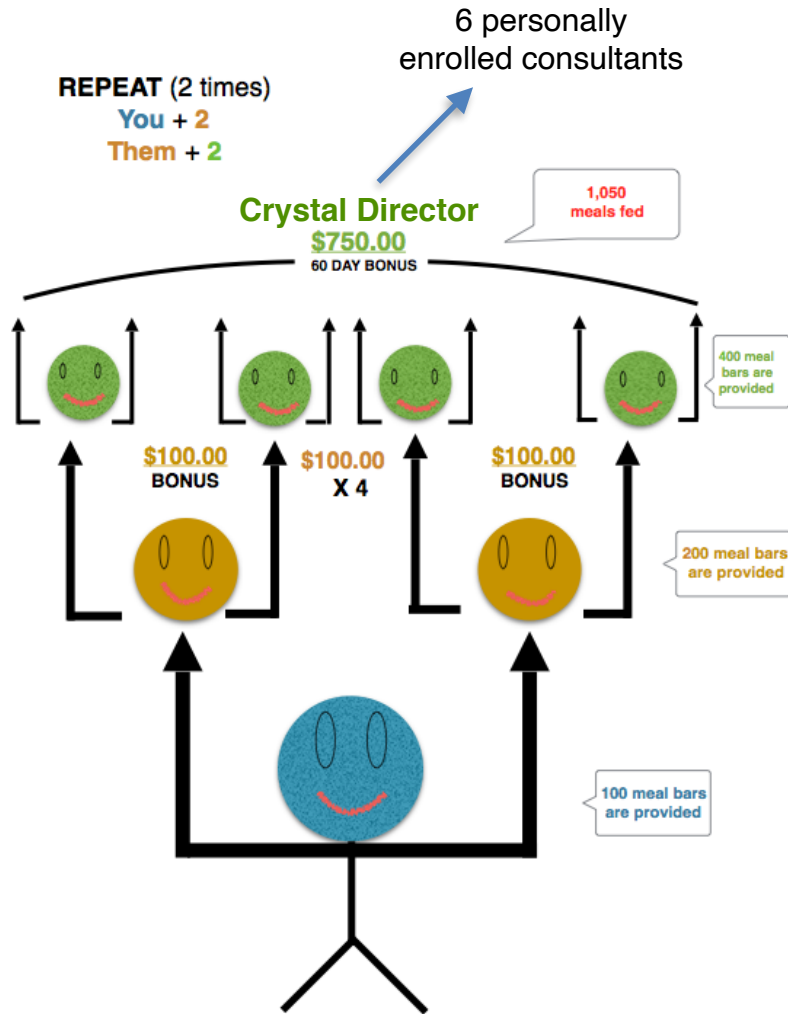 6 personally
enrolled consultants
REPEAT (2 times)
You + 2
Them + 2
Crystal Director
$750.00
60 DAY BONUS
1,050
meals fed
400 meal
bars are
provided
$100.00
BONUS
$100.00
X 4
$100.00
BONUS
200 meal bars
are provided
100 meal bars
are provided